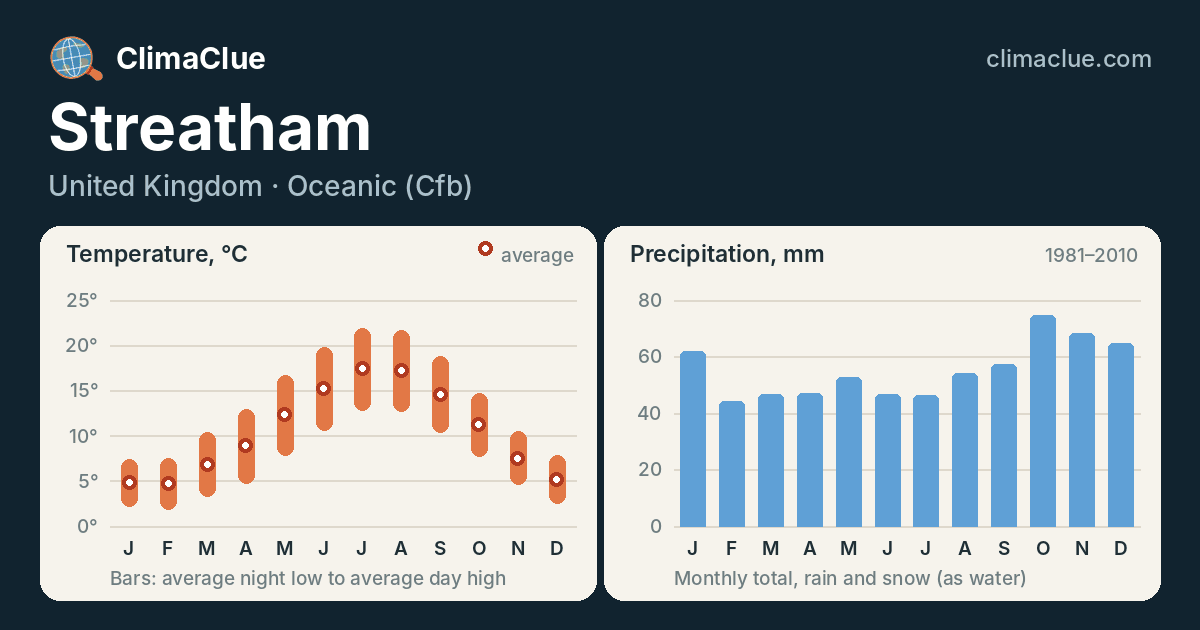 ClimaClue
climaclue.com
Streatham
United Kingdom · Oceanic (Cfb)
Temperature, °C
average
25°
20°
15°
10°
5°
0°
J F M A M J J A S O N D
Bars: average night low to average day high
Precipitation, mm
1981–2010
80
60
40
20
0
J F M A M J J A S O N D
Monthly total, rain and snow (as water)